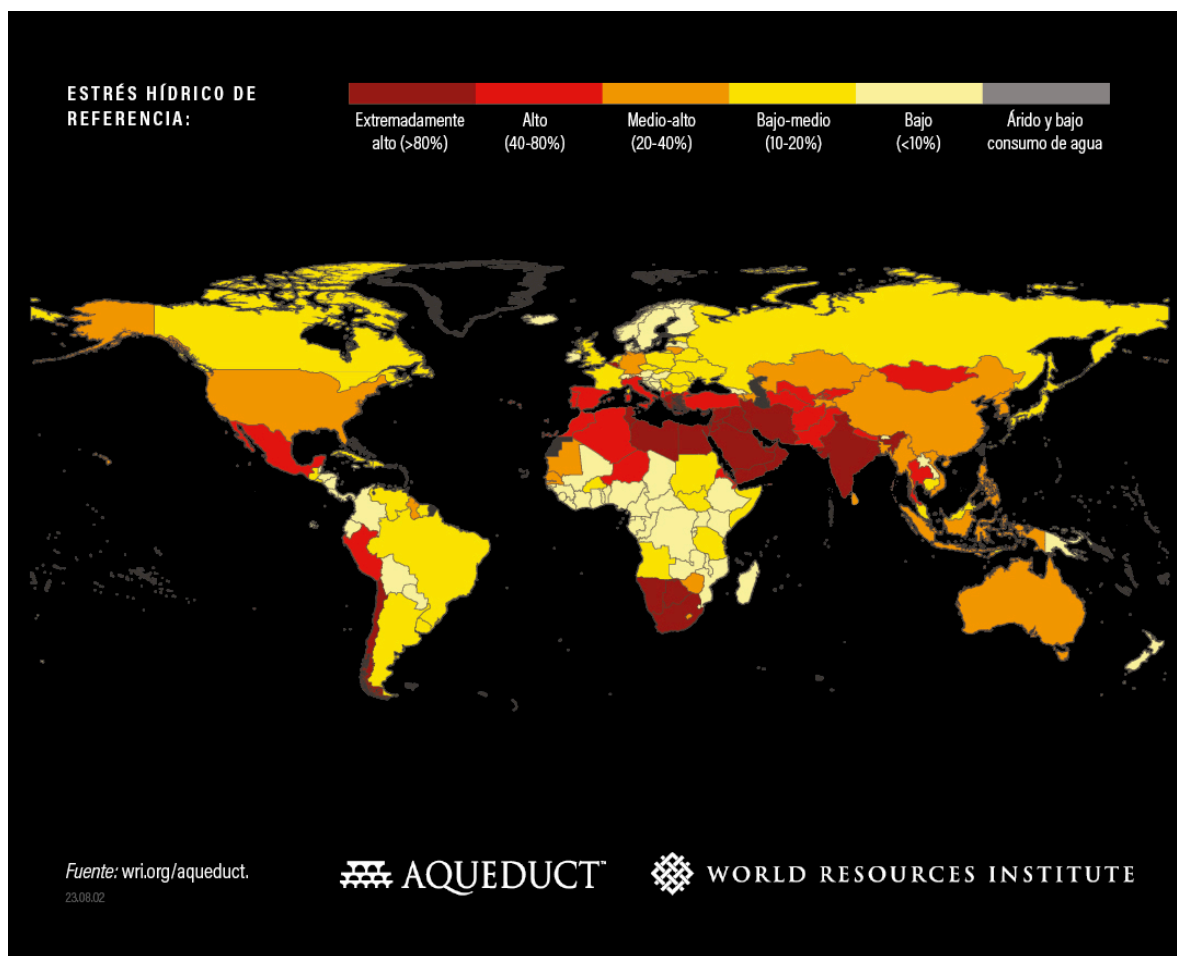 ESTRÉS HÍDRICO DE
REFERENCIA:
Extremadamente
alto (>80%)
Alto
(40-80%)
Medio-alto
(20-40%)
Bajo-medio
(10-20%)
Bajo
(<10%)
Árido y bajo
consumo de agua
Fuente: wri.org/aqueduct.
23.08.02
AQUEDUCT™
WORLD RESOURCES INSTITUTE